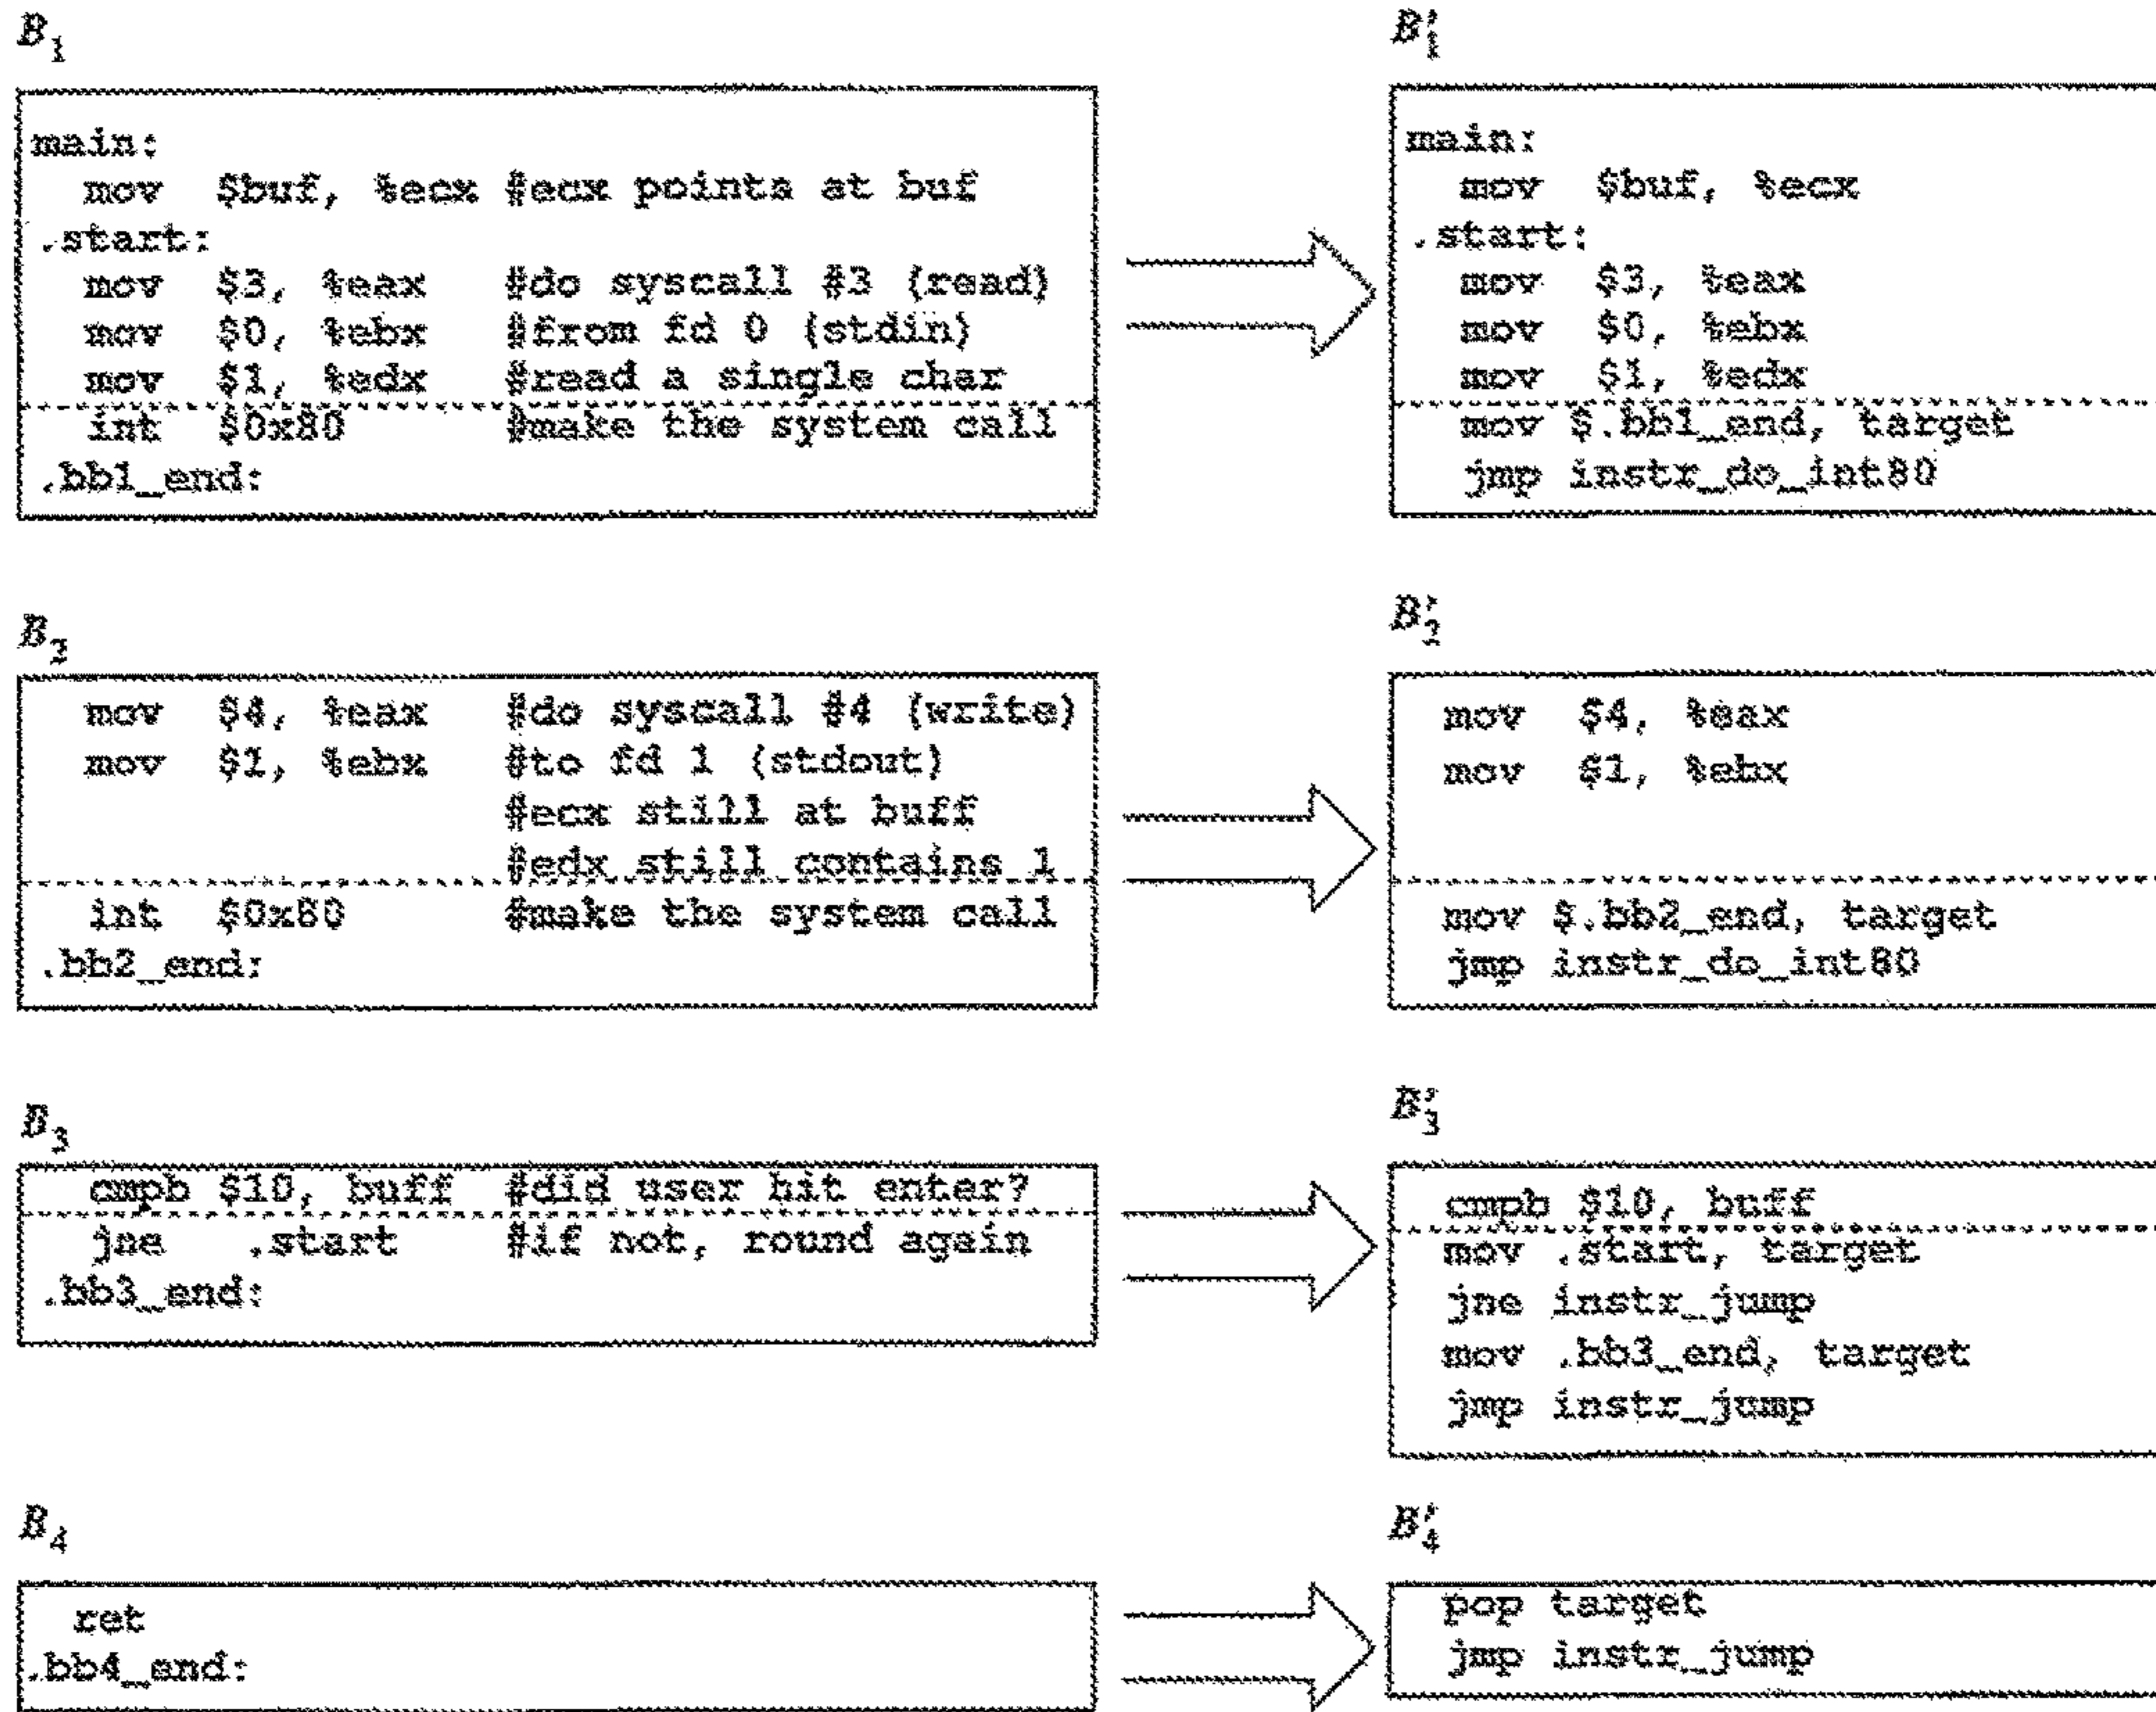 B1
main:
mov $buf, %ecx #ecx points at buf
.start:
mov $3, %eax #do syscall #3 (read)
mov $0, %ebx #from fd 0 (stdin)
mov $1, %edx #read a single char
int $0x80 #make the system call
.bb1_end:
B'1
main:
mov $buf, %ecx
.start:
mov $3, %eax
mov $0, %ebx
mov $1, %edx
mov $.bb1_end, target
jmp instr_do_int80
B2
mov $4, %eax #do syscall #4 (write)
mov $1, %ebx #to fd 1 (stdout)
#ecx still at buff
#edx still contains 1
int $0x80 #make the system call
.bb2_end:
B'2
mov $4, %eax
mov $1, %ebx
mov $.bb2_end, target
jmp instr_do_int80
B3
cmpb $10, buff #did user hit enter?
jne .start #if not, round again
.bb3_end:
B'3
cmpb $10, buff
mov .start, target
jne instr_jump
mov .bb3_end, target
jmp instr_jump
B4
ret
.bb4_end:
B'4
pop target
jmp instr_jump